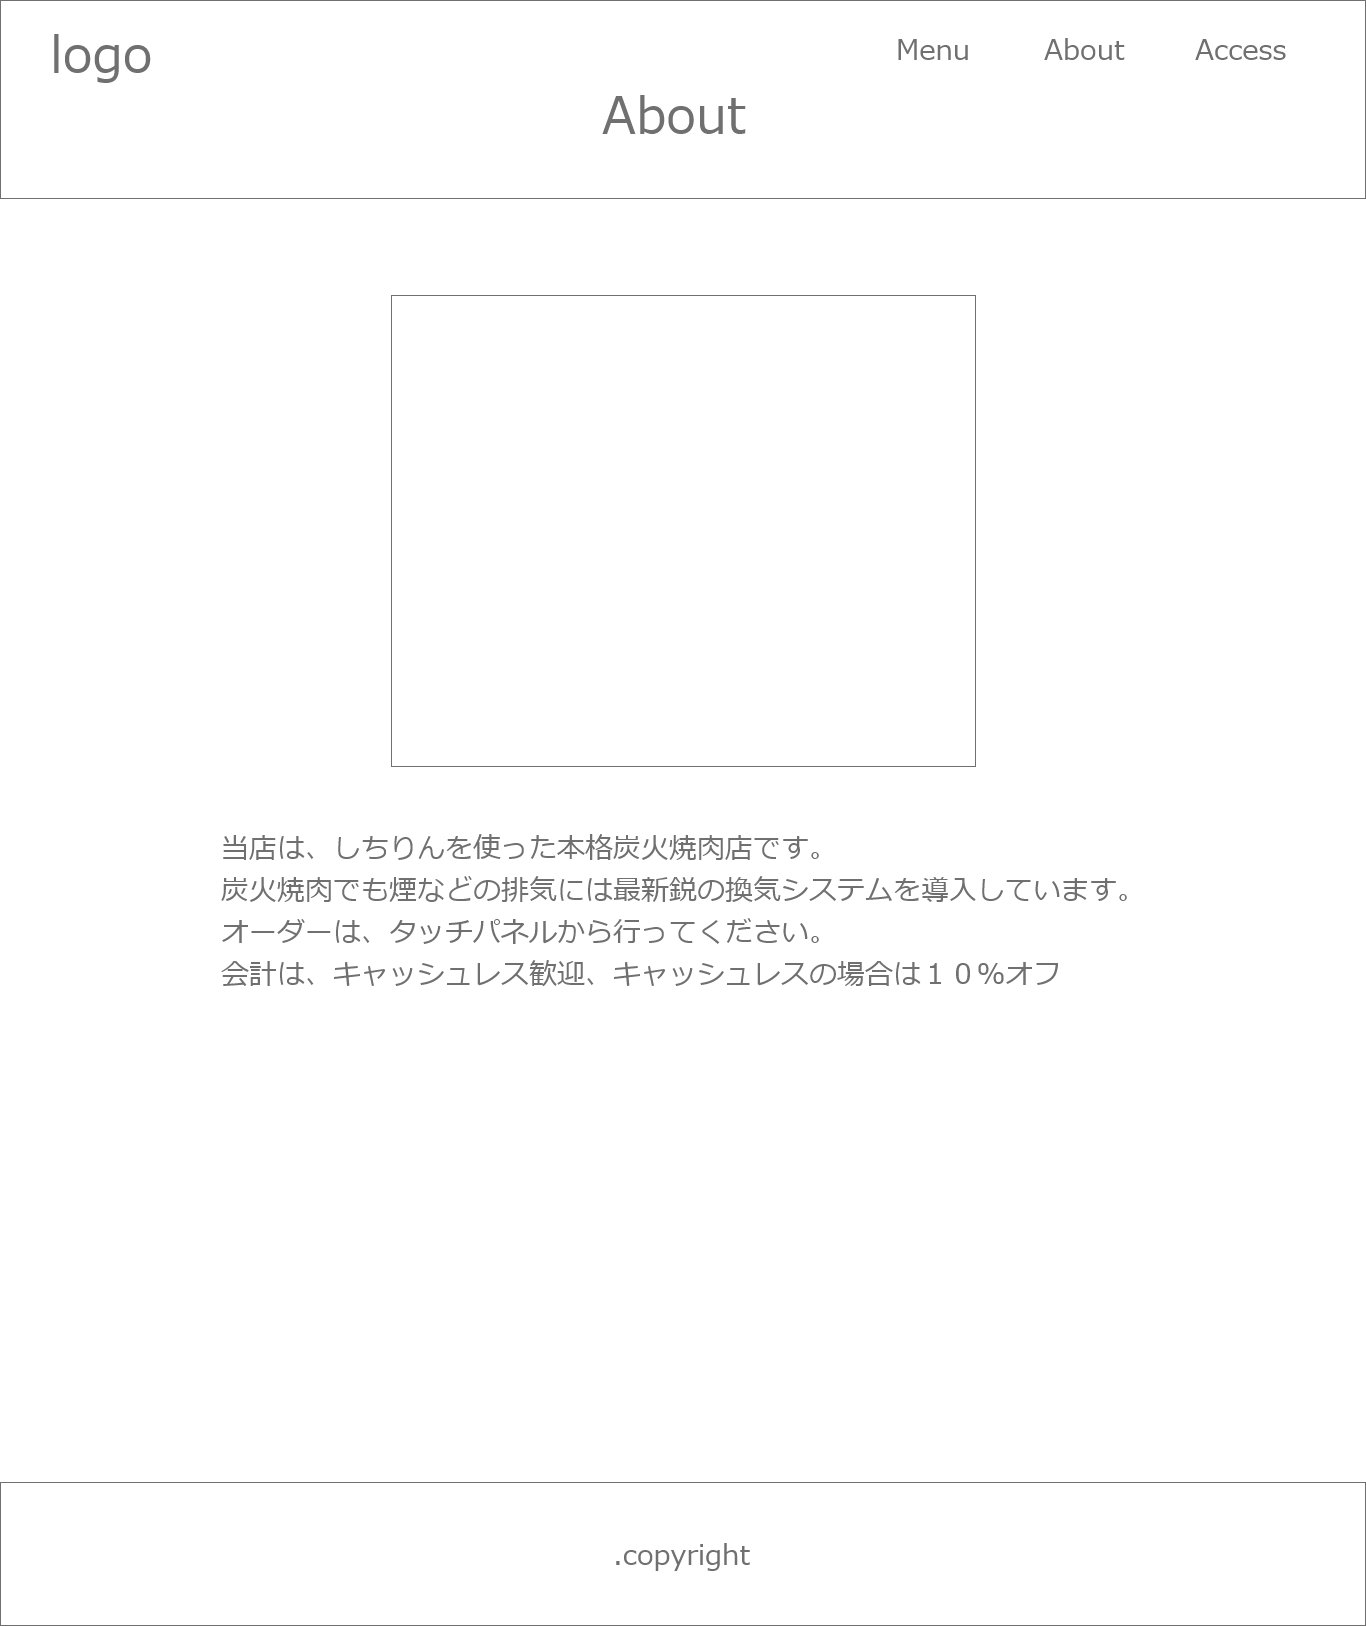 logo
Menu About Access
About
当店は、しちりんを使った本格炭火焼肉店です。
炭火焼肉でも煙などの排気には最新鋭の換気システムを導入しています。
オーダーは、タッチパネルから行ってください。
会計は、キャッシュレス歓迎、キャッシュレスの場合は１０％オフ
.copyright